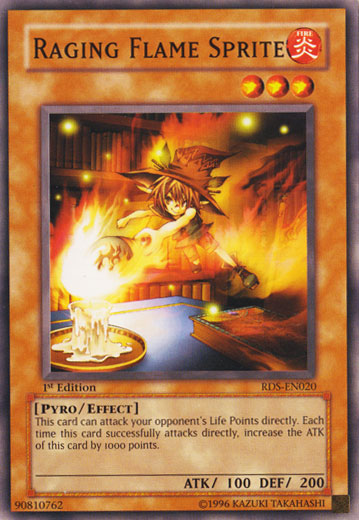 RAGING FLAME SPRITE
FIRE
炎
1st Edition
RDS-EN020
[PYRO/EFFECT]
This card can attack your opponent's Life Points directly. Each
time this card successfully attacks directly, increase the ATK
of this card by 1000 points.
ATK/ 100 DEF/ 200
90810762
©1996 KAZUKI TAKAHASHI